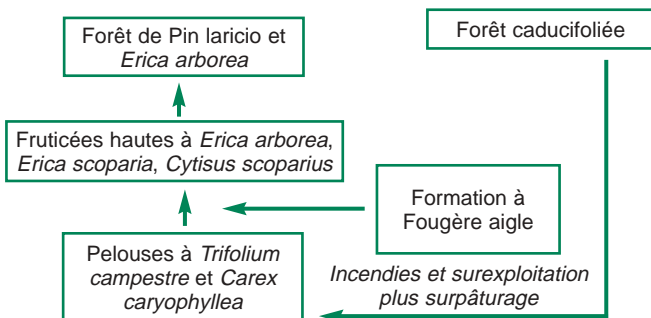 Forêt de Pin laricio et
Erica arborea
Forêt caducifoliée
Fruticées hautes à Erica arborea,
Erica scoparia, Cytisus scoparius
Formation à
Fougère aigle
Pelouses à Trifolium
campestre et Carex
caryophyllea
Incendies et surexploitation
plus surpâturage